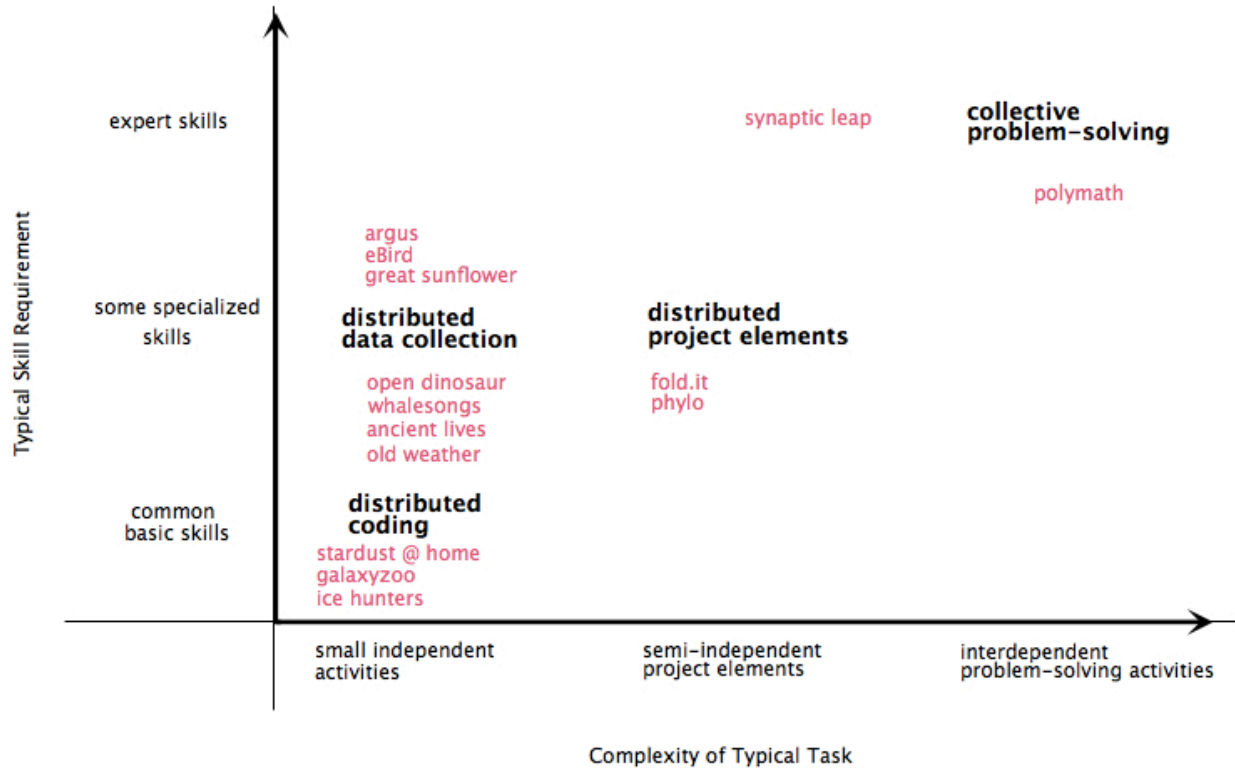 expert skills
synaptic leap
collective
problem-solving
polymath
Typical Skill Requirement
argus
eBird
great sunflower
some specialized
skills
distributed
data collection
distributed
project elements
open dinosaur
whalesongs
ancient lives
old weather
fold.it
phylo
common
basic skills
distributed
coding
stardust @ home
galaxyzoo
ice hunters
small independent
activities
semi-independent
project elements
interdependent
problem-solving activities
Complexity of Typical Task